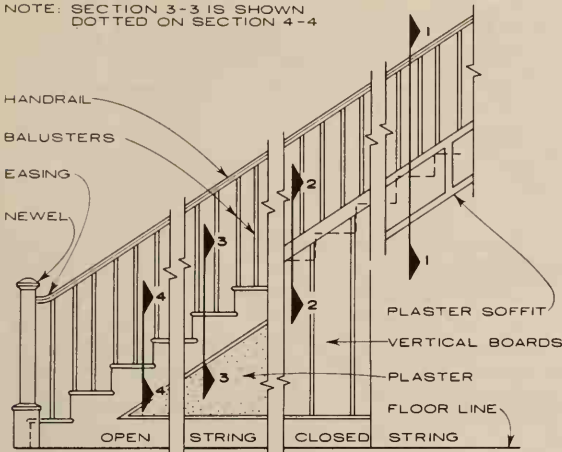 NOTE: SECTION 3-3 IS SHOWN
DOTTED ON SECTION 4-4
1
HANDRAIL
BALUSTERS
EASING
NEWEL
2
3
1
4
2
PLASTER SOFFIT
VERTICAL BOARDS
3
PLASTER
4
FLOOR LINE
OPEN STRING CLOSED STRING